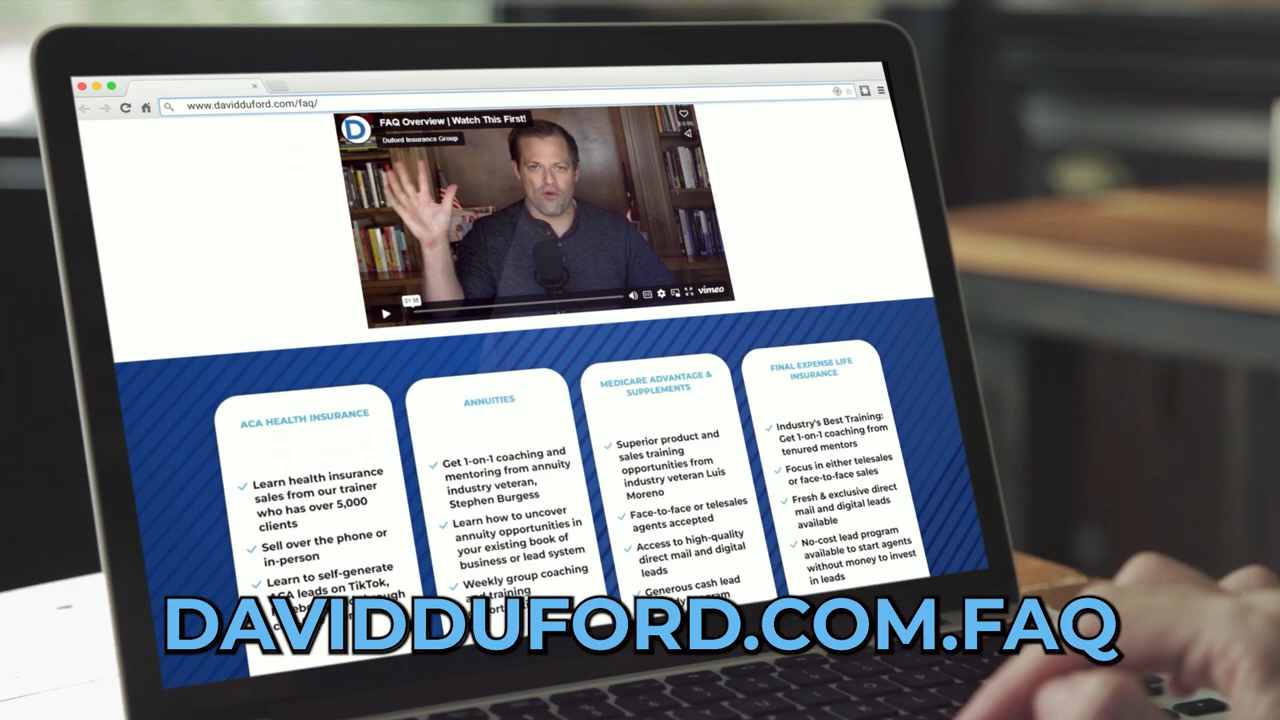 www.davidduford.com/faq/
D
FAQ Overview | Watch This First!
Duford Insurance Group
01:35
vimeo
ACA HEALTH INSURANCE
Learn health insurance
sales from our trainer
who has over 5,000
clients
Sell over the phone or
in-person
Learn to self-generate
ACA leads on TikTok,
ANNUITIES
Get 1-on-1 coaching and
mentoring from annuity
industry veteran,
Stephen Burgess
Learn how to uncover
annuity opportunities in
your existing book of
business or lead system
Weekly group coaching
and training
MEDICARE ADVANTAGE &
SUPPLEMENTS
Superior product and
sales training
opportunities from
industry veteran Luis
Moreno
Face-to-face or telesales
agents accepted
Access to high-quality
direct mail and digital
leads
Generous cash lead
FINAL EXPENSE LIFE
INSURANCE
Industry's Best Training:
Get 1-on-1 coaching from
tenured mentors
Focus in either telesales
or face-to-face sales
Fresh & exclusive direct
mail and digital leads
available
No-cost lead program
available to start agents
without money to invest
in leads
DAVIDDUFORD.COM.FAQ